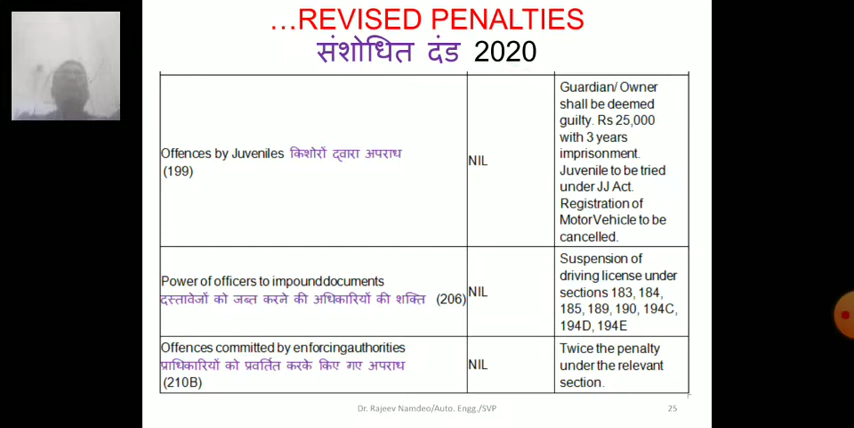 ...REVISED PENALTIES
संशोधित दंड 2020
Offences by Juveniles किशोरों द्वारा अपराध
(199)
NIL
Guardian/ Owner
shall be deemed
guilty. Rs 25,000
with 3 years
imprisonment.
Juvenile to be tried
under JJ Act.
Registration of
MotorVehicle to be
cancelled.
Power of officers to impounddocuments
दस्तावेजों को जब्त करने की अधिकारियों की शक्ति (206)
NIL
Suspension of
driving license under
sections 183, 184,
185, 189, 190, 194C,
194D, 194E
Offences committed by enforcingauthorities
प्राधिकारियों को प्रवर्तित करके किए गए अपराध
(210B)
NIL
Twice the penalty
under the relevant
section.
Dr. Rajeev Namdeo/Auto. Engg./SVP
25